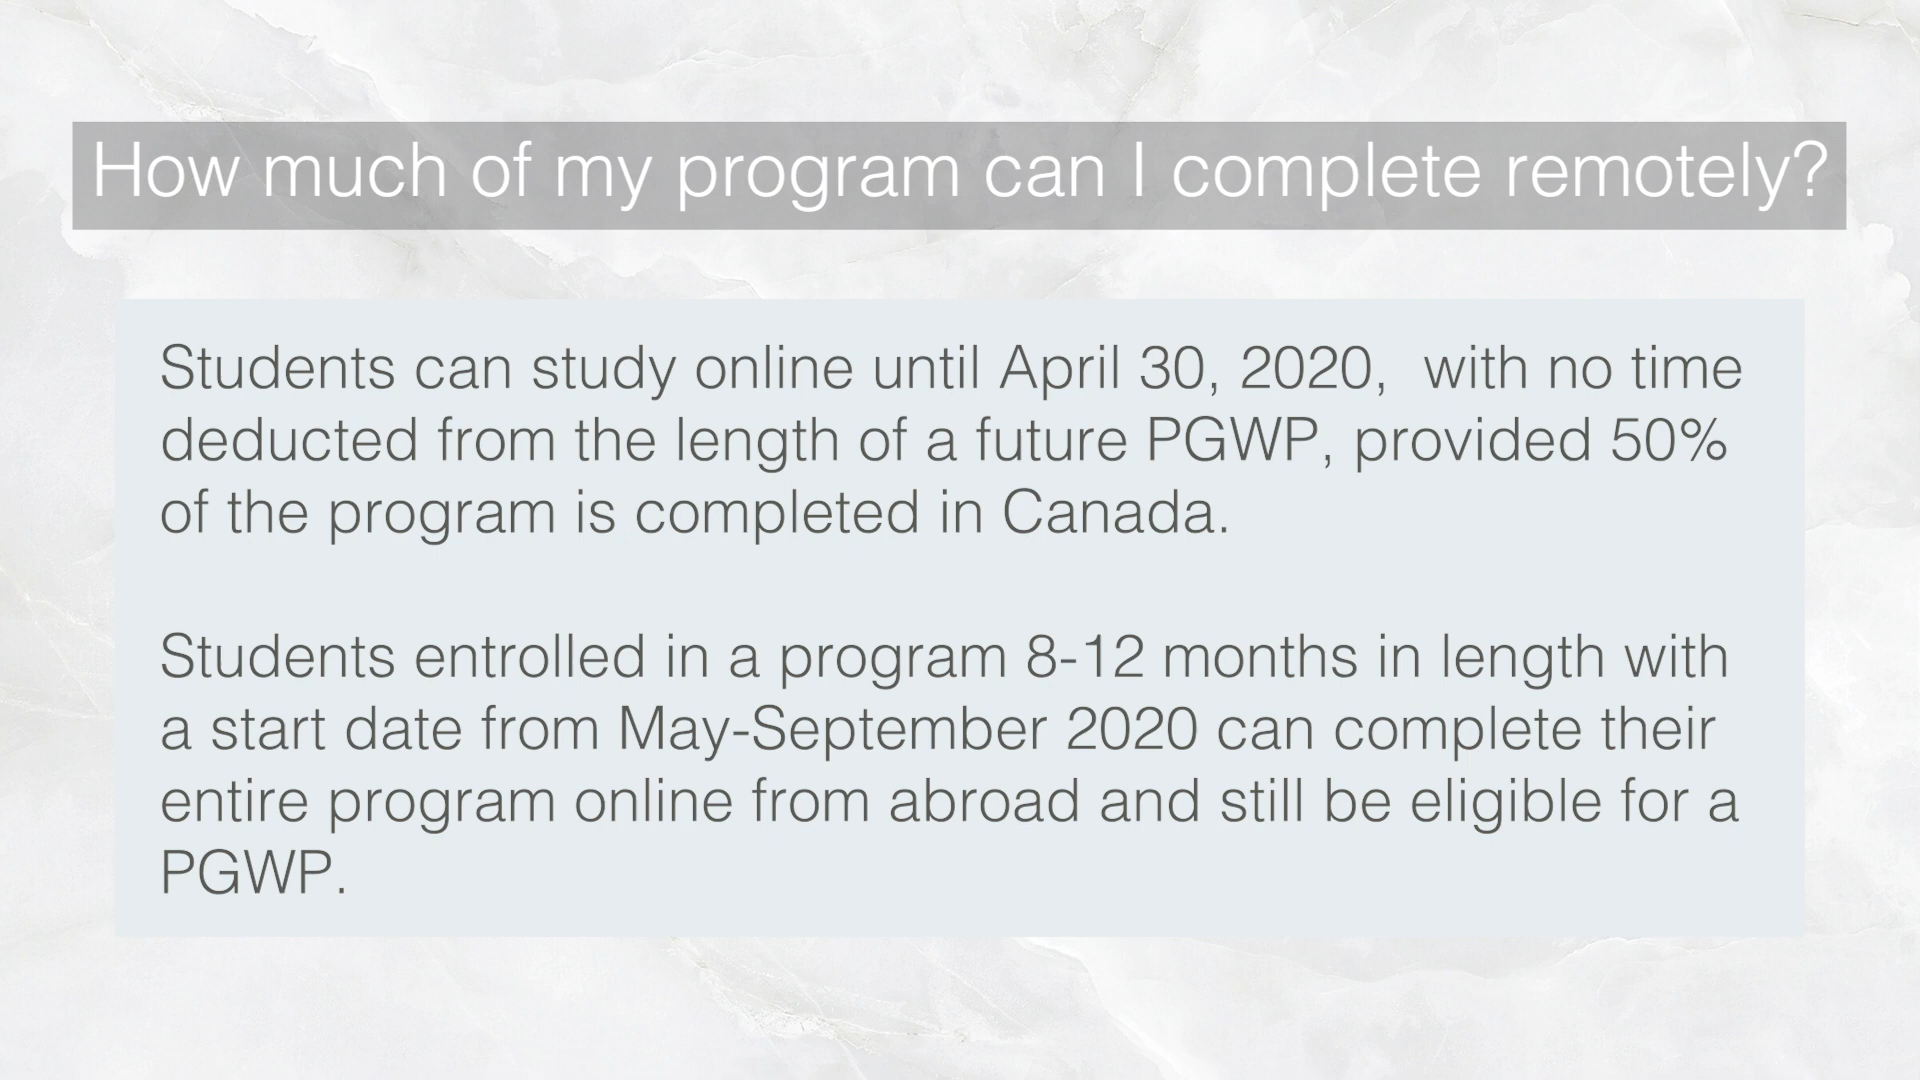 How much of my program can I complete remotely?
Students can study online until April 30, 2020,  with no time
deducted from the length of a future PGWP, provided 50%
of the program is completed in Canada.
Students entrolled in a program 8-12 months in length with
a start date from May-September 2020 can complete their
entire program online from abroad and still be eligible for a
PGWP.